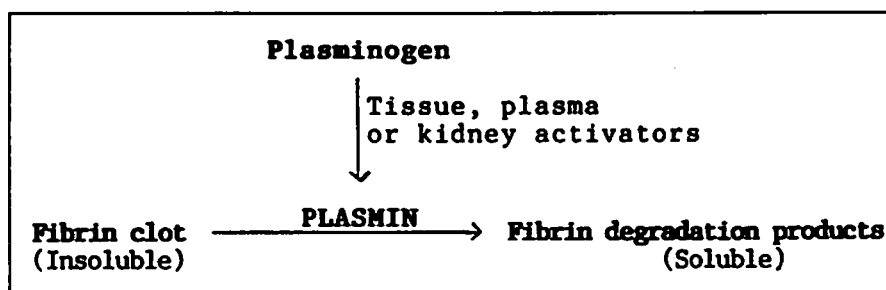 Plasminogen
Tissue, plasma
or kidney activators
PLASMIN
Fibrin clot
(Insoluble)
Fibrin degradation products
(Soluble)